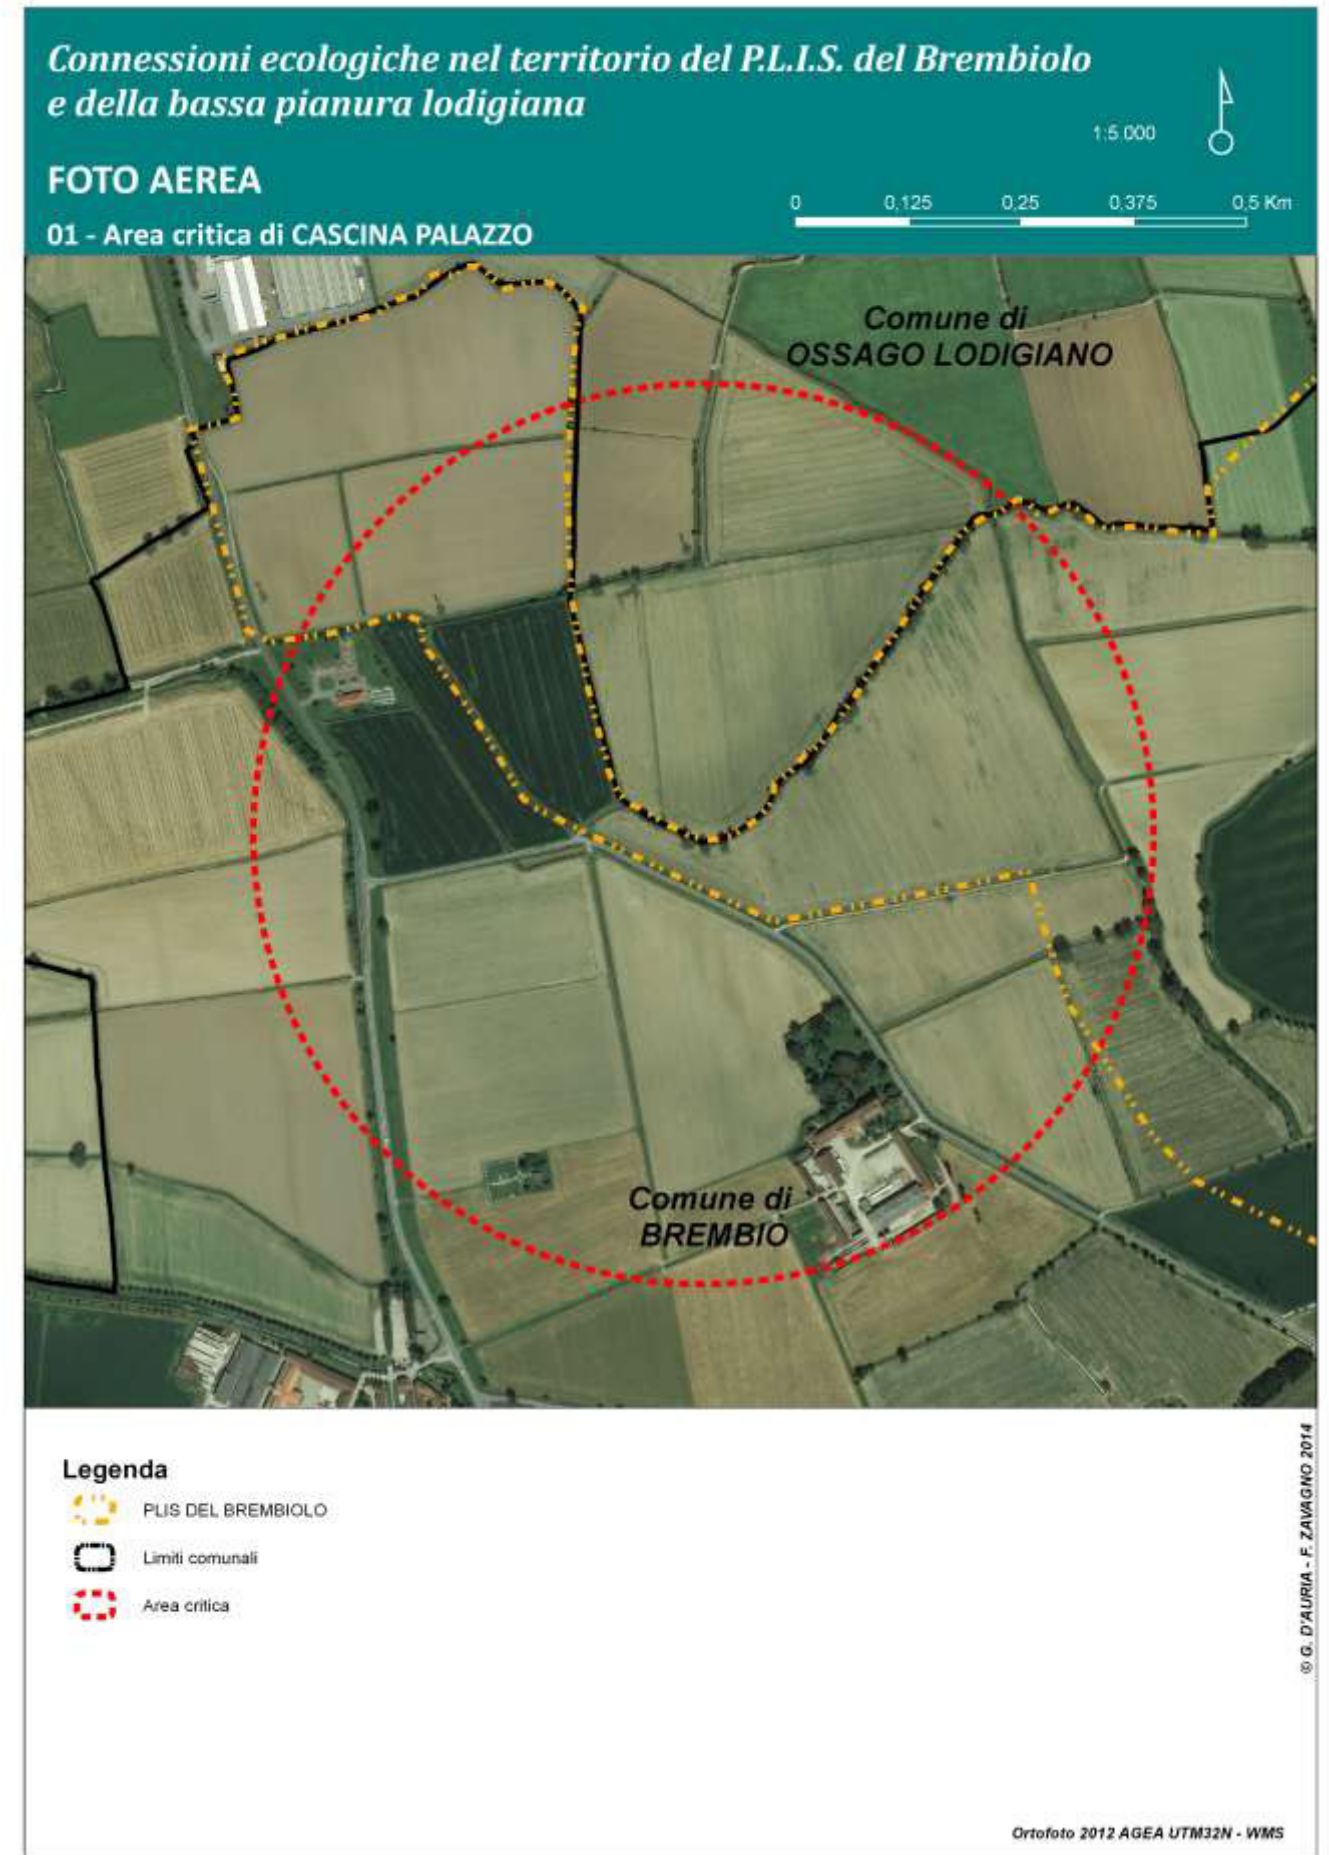 Connessioni ecologiche nel territorio del P.L.I.S. del Brembiolo
e della bassa pianura lodigiana
1:5 000
FOTO AEREA
0 0,125 0,25 0,375 0,5 Km
01 - Area critica di CASCINA PALAZZO
Comune di
OSSAGO LODIGIANO
Comune di
BREMBIO
Legenda
PLIS DEL BREMBIOLO
Limiti comunali
Area critica
© G. D'AURIA - F. ZAVAGNO 2014
Ortofoto 2012 AGEA UTM32N - WMS